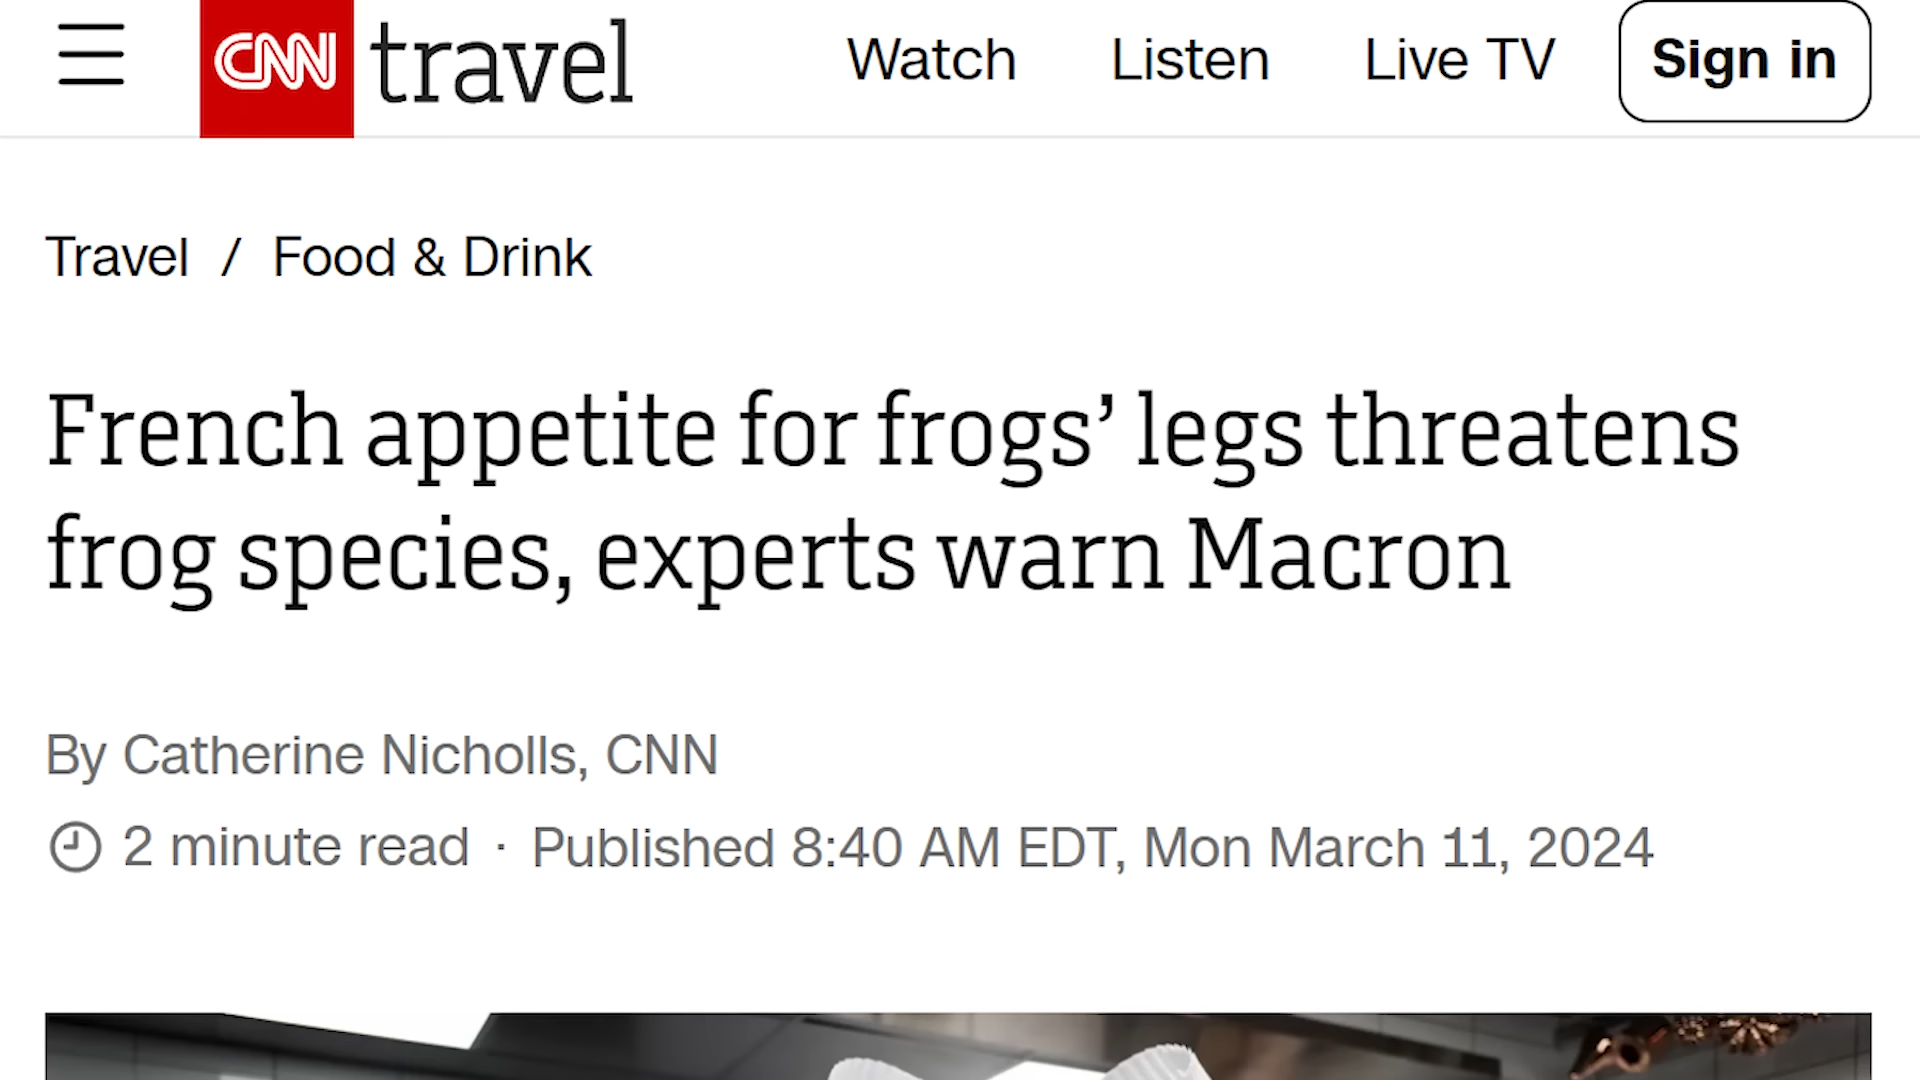 CNN travel Watch Listen Live TV Sign in
Travel / Food & Drink
French appetite for frogs’ legs threatens
frog species, experts warn Macron
By Catherine Nicholls, CNN
2 minute read · Published 8:40 AM EDT, Mon March 11, 2024